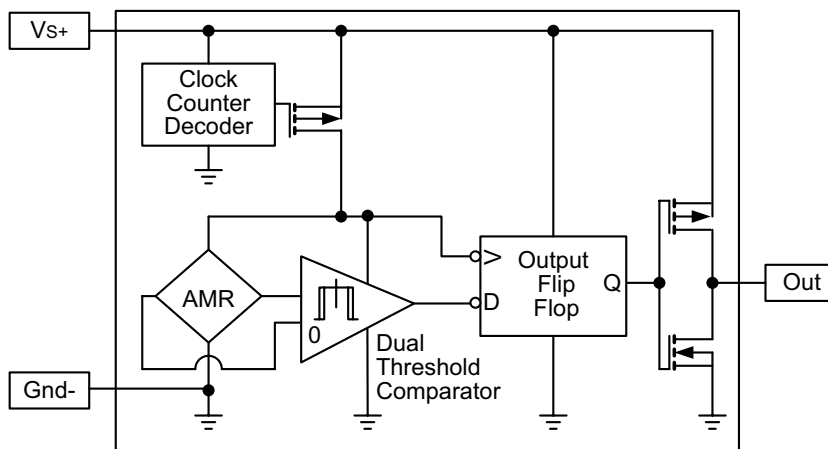 Vs+
Clock
Counter
Decoder
AMR
0
Dual
Threshold
Comparator
V
D
Output
Flip
Flop
Q
Out
Gnd-